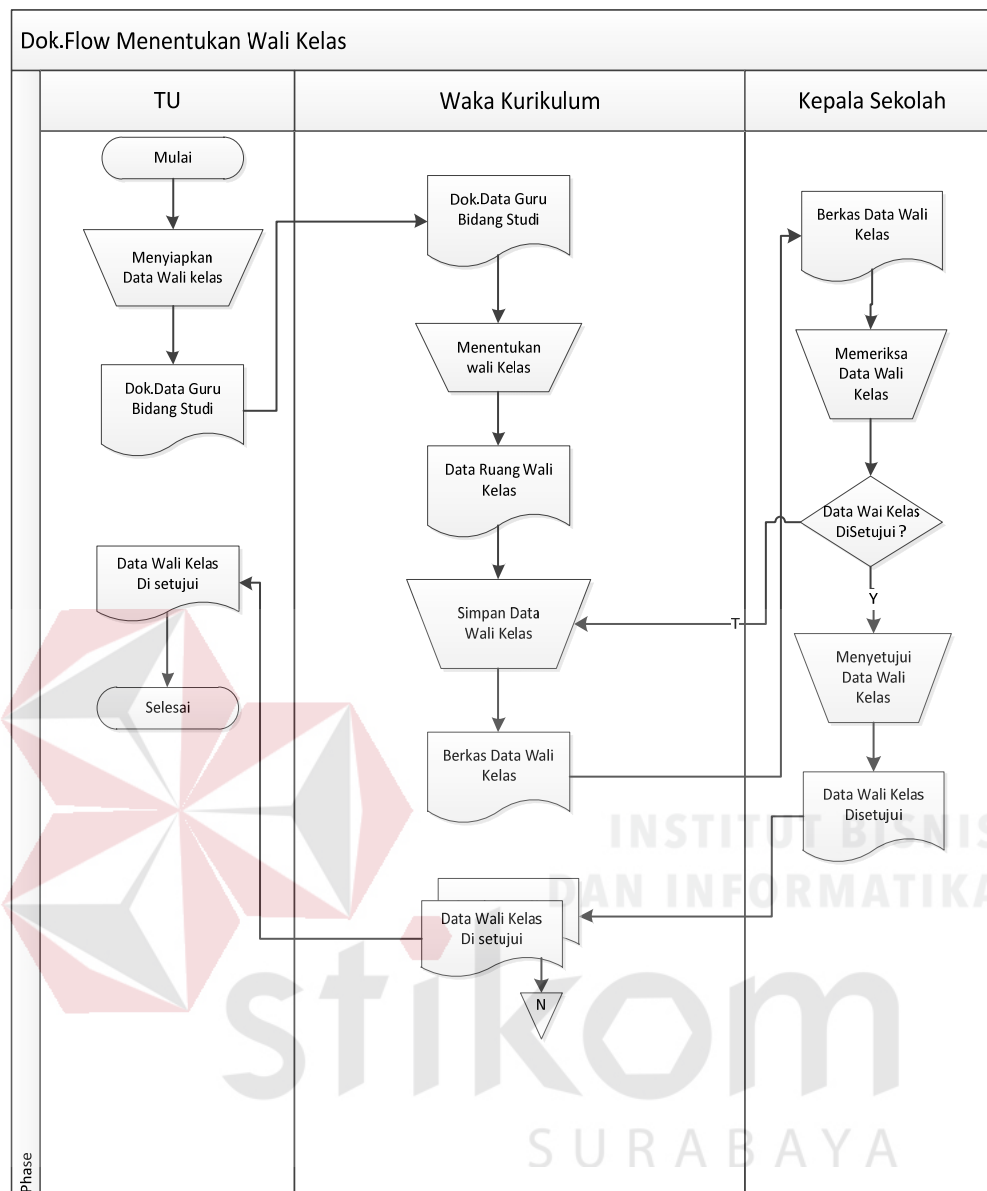 Dok.Flow Menentukan Wali Kelas
TU
Waka Kurikulum
Kepala Sekolah
Mulai
Menyiapkan
Data Wali kelas
Dok.Data Guru
Bidang Studi
Data Wali Kelas
Di setujui
Selesai
Dok.Data Guru
Bidang Studi
Menentukan
wali Kelas
Data Ruang Wali
Kelas
Simpan Data
Wali Kelas
Berkas Data Wali
Kelas
Data Wali Kelas
Di setujui
N
Berkas Data Wali
Kelas
Memeriksa
Data Wali
Kelas
Data Wai Kelas
DiSetujui ?
T
Y
Menyetujui
Data Wali
Kelas
Data Wali Kelas
Disetujui
Phase
INSTITUT BISNIS
DAN INFORMATIKA
stikom
SURABAYA